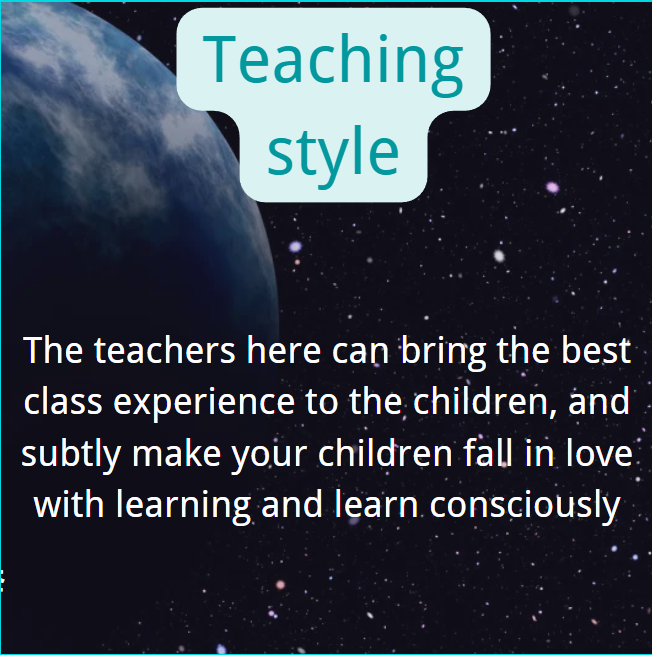 Teaching
style
The teachers here can bring the best
class experience to the children, and
subtly make your children fall in love
with learning and learn consciously